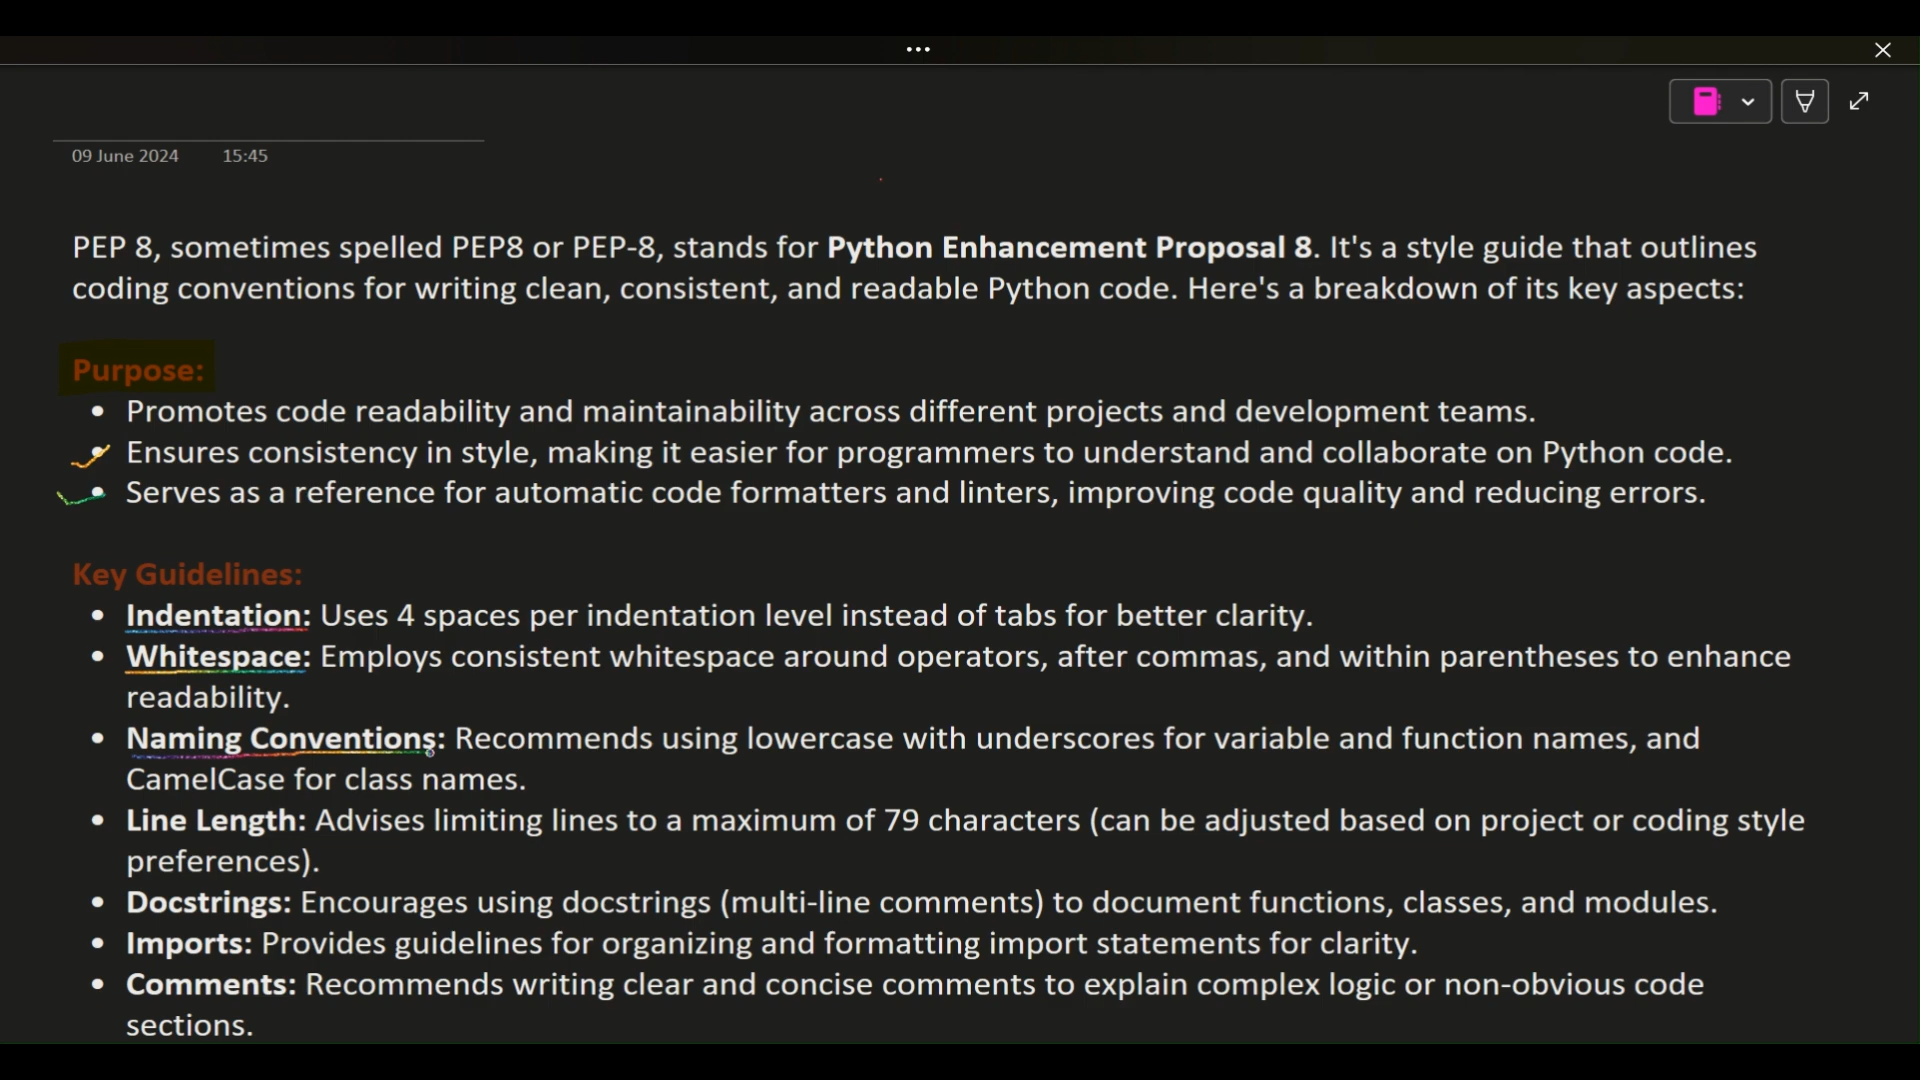 09 June 2024 15:45
PEP 8, sometimes spelled PEP8 or PEP-8, stands for Python Enhancement Proposal 8. It's a style guide that outlines
coding conventions for writing clean, consistent, and readable Python code. Here's a breakdown of its key aspects:
Purpose:
• Promotes code readability and maintainability across different projects and development teams.
• Ensures consistency in style, making it easier for programmers to understand and collaborate on Python code.
• Serves as a reference for automatic code formatters and linters, improving code quality and reducing errors.
Key Guidelines:
• Indentation: Uses 4 spaces per indentation level instead of tabs for better clarity.
• Whitespace: Employs consistent whitespace around operators, after commas, and within parentheses to enhance
readability.
• Naming Conventions: Recommends using lowercase with underscores for variable and function names, and
CamelCase for class names.
• Line Length: Advises limiting lines to a maximum of 79 characters (can be adjusted based on project or coding style
preferences).
• Docstrings: Encourages using docstrings (multi-line comments) to document functions, classes, and modules.
• Imports: Provides guidelines for organizing and formatting import statements for clarity.
• Comments: Recommends writing clear and concise comments to explain complex logic or non-obvious code
sections.